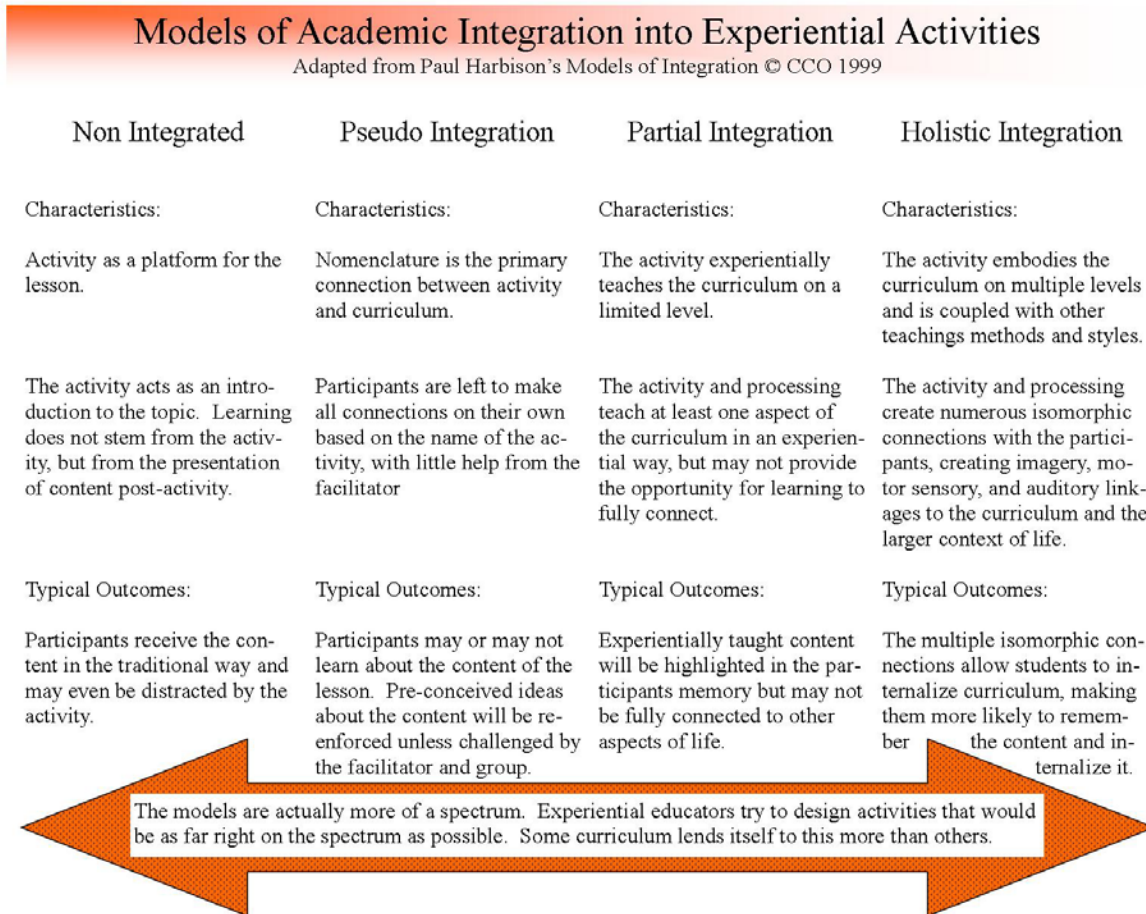 Models of Academic Integration into Experiential Activities
Adapted from Paul Harbison's Models of Integration © CCO 1999
Non Integrated
Characteristics:
Activity as a platform for the
lesson.
The activity acts as an intro-
duction to the topic.  Learning
does not stem from the activ-
ity, but from the presentation
of content post-activity.
Typical Outcomes:
Participants receive the con-
tent in the traditional way and
may even be distracted by the
activity.
Pseudo Integration
Characteristics:
Nomenclature is the primary
connection between activity
and curriculum.
Participants are left to make
all connections on their own
based on the name of the ac-
tivity, with little help from the
facilitator
Typical Outcomes:
Participants may or may not
learn about the content of the
lesson.  Pre-conceived ideas
about the content will be re-
enforced unless challenged by
the facilitator and group.
Partial Integration
Characteristics:
The activity experientially
teaches the curriculum on a
limited level.
The activity and processing
teach at least one aspect of
the curriculum in an experien-
tial way, but may not provide
the opportunity for learning to
fully connect.
Typical Outcomes:
Experientially taught content
will be highlighted in the par-
ticipants memory but may not
be fully connected to other
aspects of life.
Holistic Integration
Characteristics:
The activity embodies the
curriculum on multiple levels
and is coupled with other
teachings methods and styles.
The activity and processing
create numerous isomorphic
connections with the partici-
pants, creating imagery, mo-
tor sensory, and auditory link-
ages to the curriculum and the
larger context of life.
Typical Outcomes:
The multiple isomorphic con-
nections allow students to in-
ternalize curriculum, making
them more likely to remem-
ber the content and in-
ternalize it.
The models are actually more of a spectrum.  Experiential educators try to design activities that would
be as far right on the spectrum as possible.  Some curriculum lends itself to this more than others.